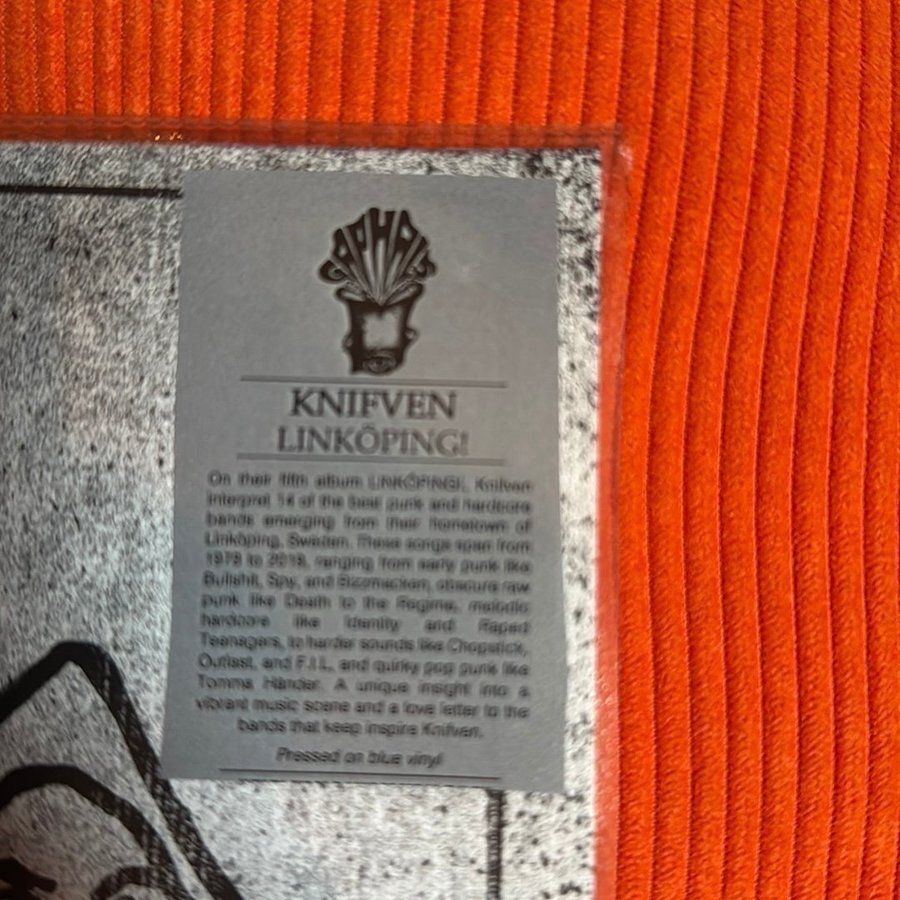 KNIFVEN
LINKÖPING!
On their fifth album LINKÖPING!, Knifven
interpret 14 of the best punk and hardcore
bands emerging from their hometown of
Linköping, Sweden. These songs span from
1979 to 2018, ranging from early punk like
Bullshit, Spy, and Bizzmacken, obscure raw
punk like Death to the Regime, melodic
hardcore like Identity and Raped
Teenagers, to harder sounds like Chopstick,
Outlast, and F.I.L, and quirky pop punk like
Tomma Händer. A unique insight into a
vibrant music scene and a love letter to the
bands that keep inspire Knifven.
Pressed on blue vinyl